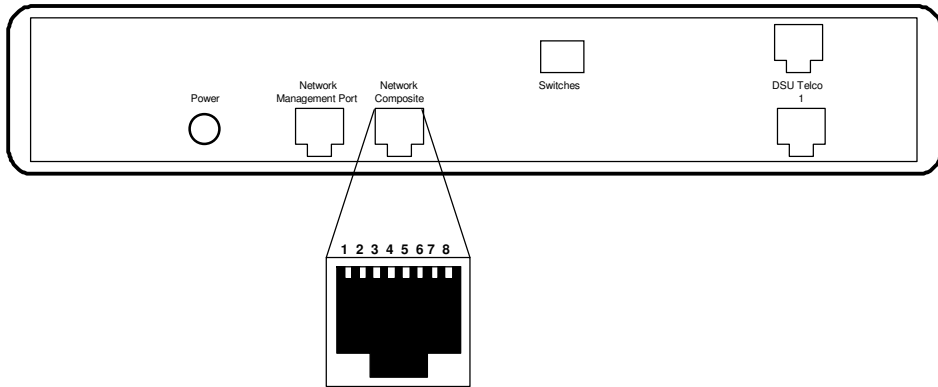 Power
Network
Management Port
Network
Composite
Switches
DSU Telco
1
1 2 3 4 5 6 7 8